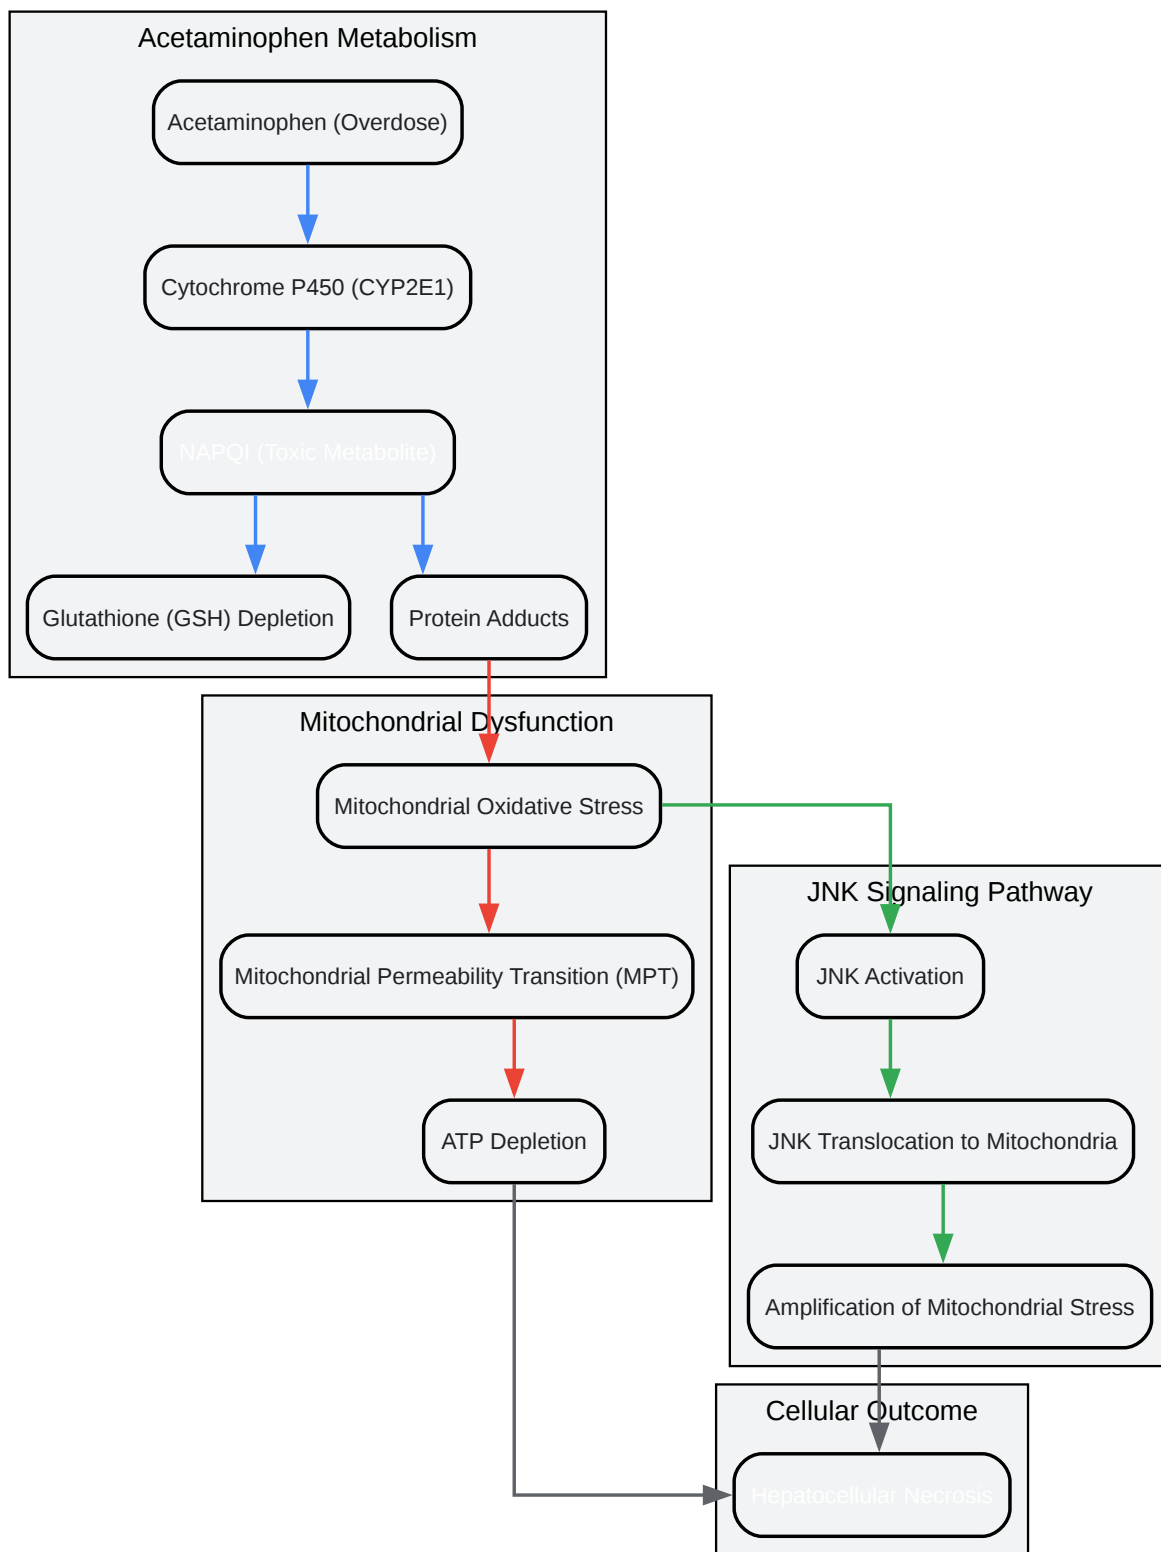 Acetaminophen Metabolism
Acetaminophen (Overdose)
Cytochrome P450 (CYP2E1)
NAPQI (Toxic Metabolite)
Glutathione (GSH) Depletion
Protein Adducts
Mitochondrial Dysfunction
Mitochondrial Oxidative Stress
JNK Signaling Pathway
Mitochondrial Permeability Transition (MPT)
JNK Activation
ATP Depletion
JNK Translocation to Mitochondria
Amplification of Mitochondrial Stress
Cellular Outcome
Hepatocellular Necrosis